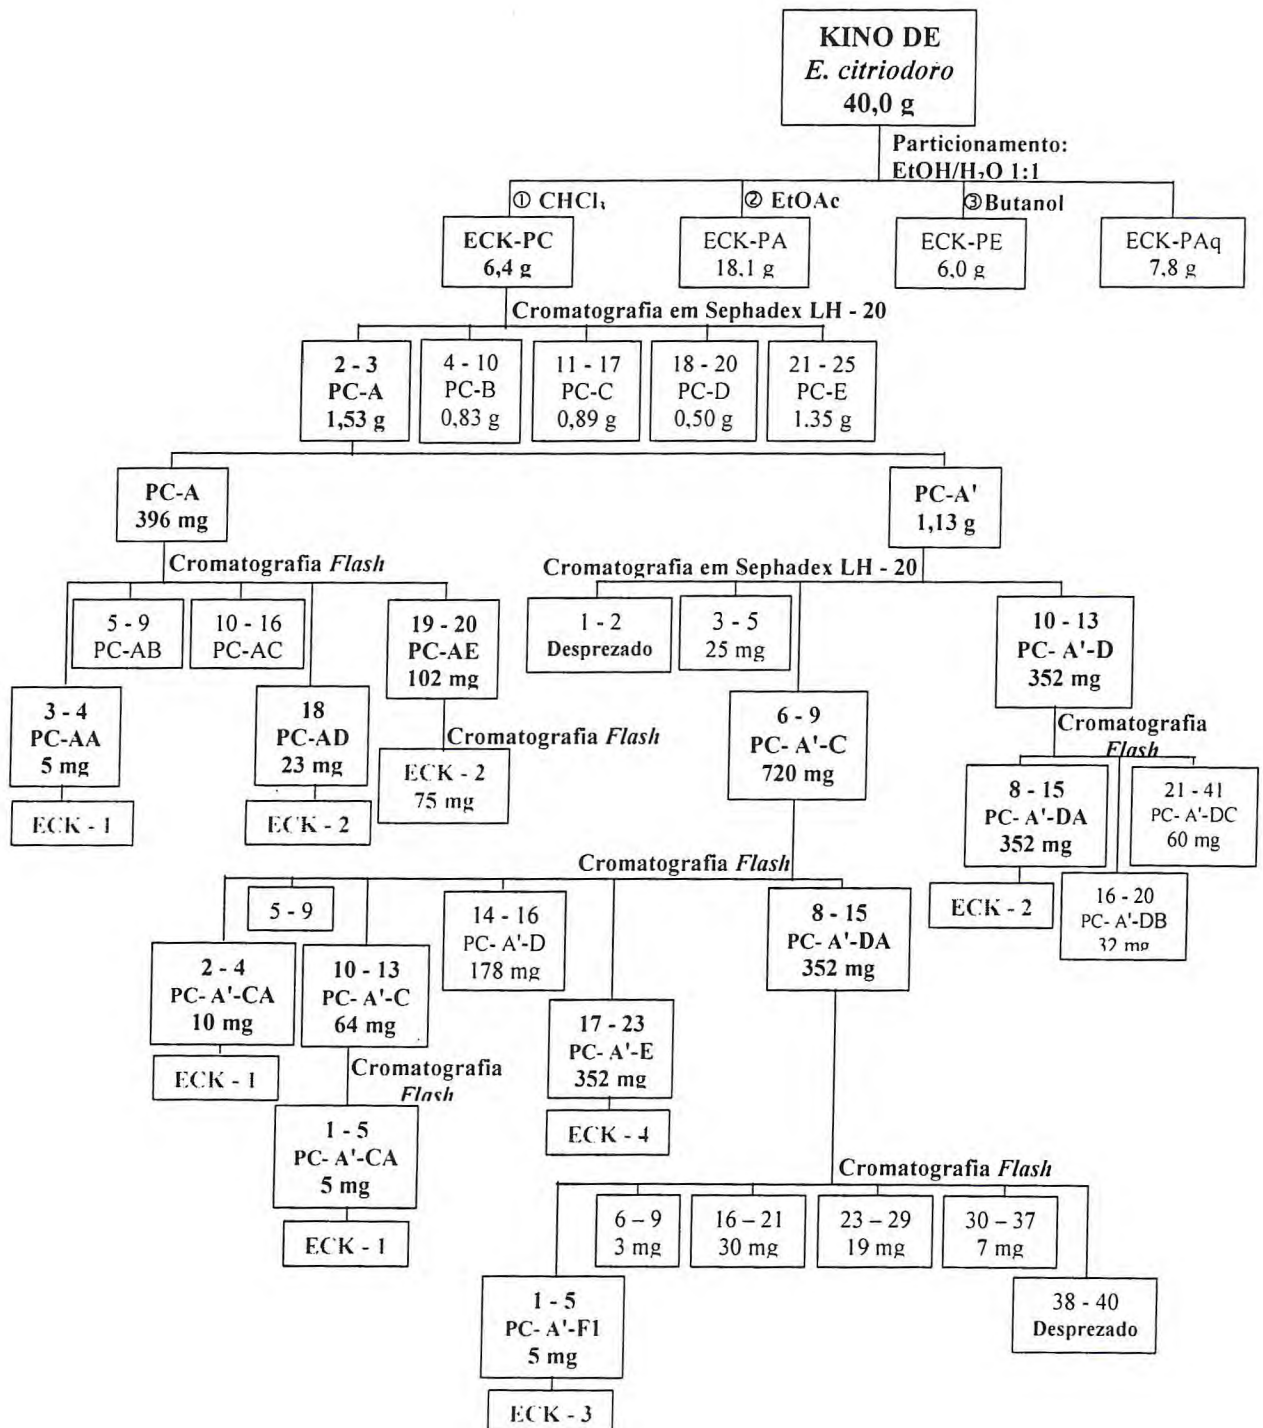 KINO DE
E. citriodoro
40,0 g
Particionamento:
EtOH/H₂O 1:1
① CHCl₃
② EtOAc
③Butanol
ECK-PC
6,4 g
ECK-PA
18,1 g
ECK-PE
6,0 g
ECK-PAq
7,8 g
Cromatografia em Sephadex LH - 20
2 - 3
PC-A
1,53 g
4 - 10
PC-B
0,83 g
11 - 17
PC-C
0,89 g
18 - 20
PC-D
0,50 g
21 - 25
PC-E
1.35 g
PC-A
396 mg
PC-A'
1,13 g
Cromatografia Flash
Cromatografia em Sephadex LH - 20
5 - 9
PC-AB
10 - 16
PC-AC
19 - 20
PC-AE
102 mg
1 - 2
Desprezado
3 - 5
25 mg
10 - 13
PC- A'-D
352 mg
3 - 4
PC-AA
5 mg
18
PC-AD
23 mg
Cromatografia Flash
6 - 9
PC- A'-C
720 mg
Cromatografia
Flash
ECK - 1
ECK - 2
ECK - 2
75 mg
8 - 15
PC- A'-DA
352 mg
21 - 41
PC- A'-DC
60 mg
Cromatografia Flash
ECK - 2
16 - 20
PC- A'-DB
32 mg
5 - 9
14 - 16
PC- A'-D
178 mg
8 - 15
PC- A'-DA
352 mg
2 - 4
PC- A'-CA
10 mg
10 - 13
PC- A'-C
64 mg
17 - 23
PC- A'-E
352 mg
ECK - 1
Cromatografia
Flash
1 - 5
PC- A'-CA
5 mg
ECK - 4
ECK - 1
Cromatografia Flash
6 – 9
3 mg
16 – 21
30 mg
23 – 29
19 mg
30 – 37
7 mg
1 - 5
PC- A'-F1
5 mg
38 - 40
Desprezado
ECK - 3